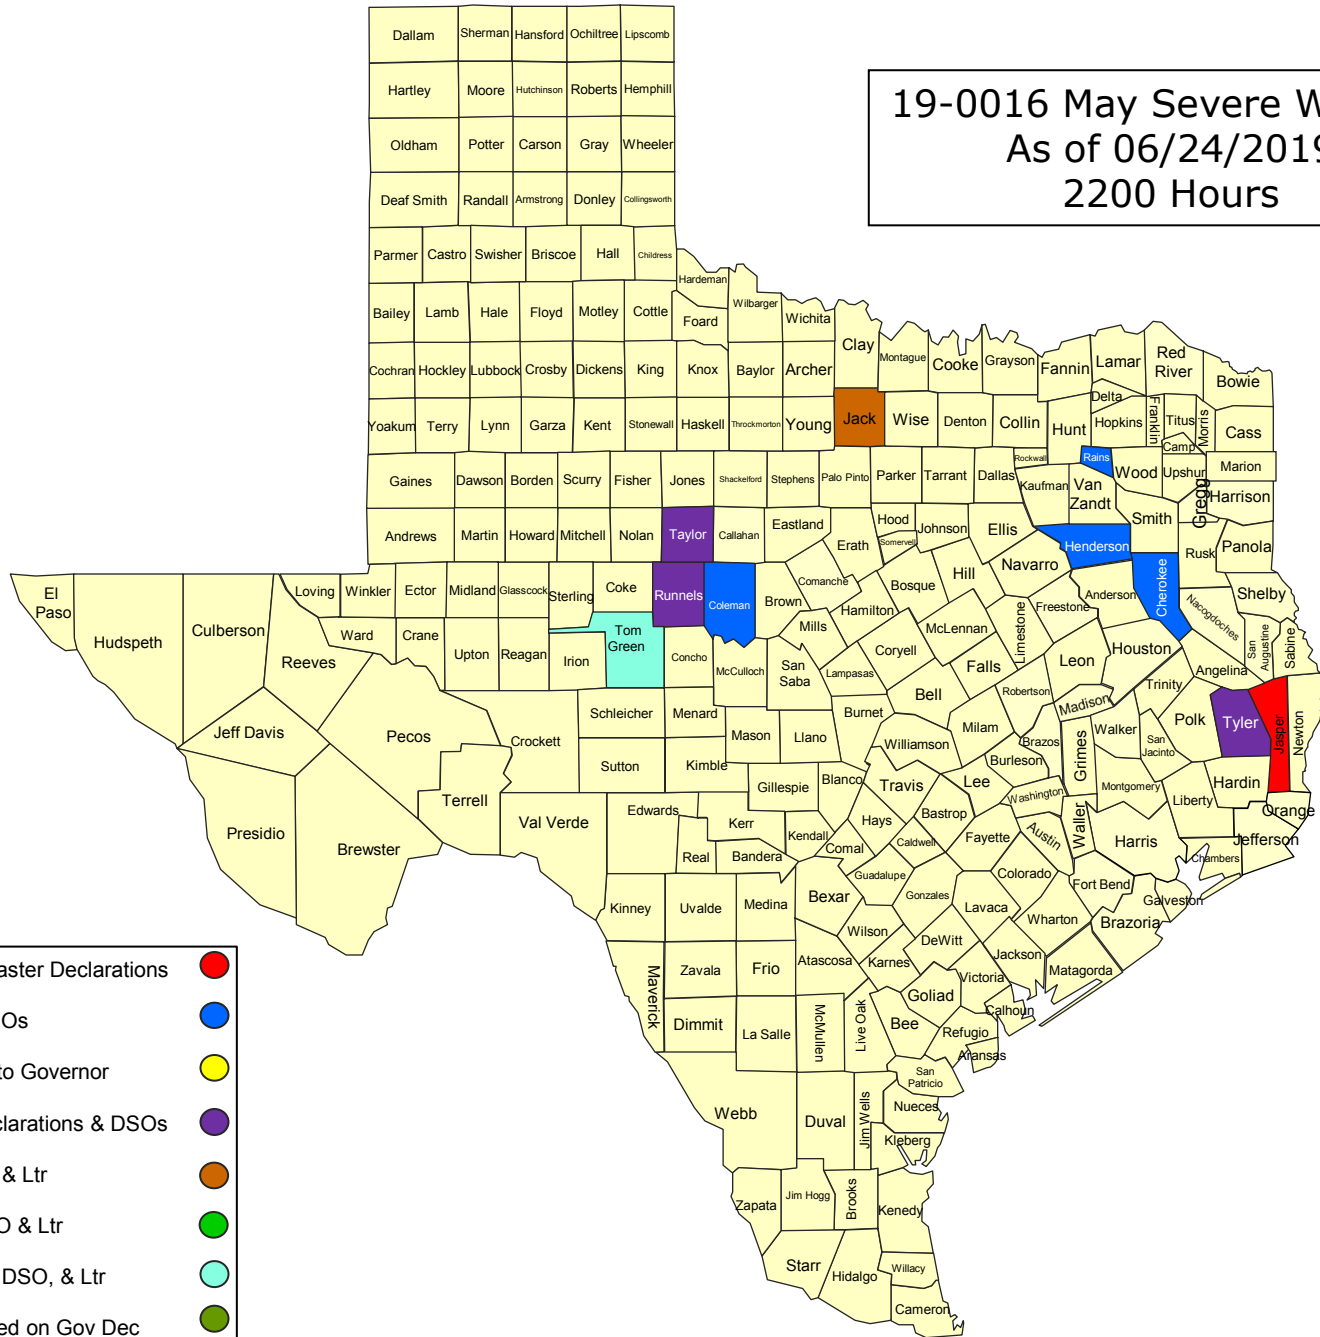 Dallam Sherman Hansford Ochiltree Lipscomb
Hartley Moore Hutchinson Roberts Hemphill
19-0016 May Severe W
As of 06/24/2019
2200 Hours
Oldham Potter Carson Gray Wheeler
Deaf Smith Randall Armstrong Donley Collingsworth
Parmer Castro Swisher Briscoe Hall Childress
Hardeman
Bailey Lamb Hale Floyd Motley Cottle Foard Wilbarger Wichita
Clay Montague Cooke Grayson Fannin Lamar Red River Bowie
Cochran Hockley Lubbock Crosby Dickens King Knox Baylor Archer
Delta
Yoakum Terry Lynn Garza Kent Stonewall Haskell Throckmorton Young Jack Wise Denton Collin Hunt Hopkins Franklin Titus Morris Cass
Camp
Rockwall Rains
Gaines Dawson Borden Scurry Fisher Jones Shackelford Stephens Palo Pinto Parker Tarrant Dallas Kaufman Van Zandt Wood Upshur Marion
Gregg Harrison
Andrews Martin Howard Mitchell Nolan Taylor Callahan Eastland Erath Hood Somervell Johnson Ellis Henderson Smith Rusk Panola
El Paso Hudspeth Culberson Loving Winkler Ector Midland Glasscock Sterling Coke Runnels Coleman Brown Comanche Hamilton Bosque Hill Navarro Freestone Anderson Cherokee Nacogdoches Shelby
Reeves Ward Crane Upton Reagan Irion Tom Green Concho McCulloch San Saba Mills Lampasas Coryell McLennan Limestone Falls Leon Houston Angelina San Augustine Sabine
Jeff Davis Pecos Crockett Schleicher Menard Mason Llano Burnet Bell Milam Robertson Madison Trinity Walker Polk Tyler Jasper Newton
Sutton Kimble Gillespie Blanco Williamson Travis Lee Burleson Brazos Grimes San Jacinto Montgomery Liberty Hardin Orange
Presidio Brewster Terrell Val Verde Edwards Kerr Kendall Hays Comal Caldwell Bastrop Fayette Washington Austin Waller Harris Jefferson Chambers
Real Bandera Guadalupe Gonzales Colorado Fort Bend Galveston
Kinney Uvalde Medina Bexar Wilson Lavaca Wharton Brazoria
Maverick Zavala Frio Atascosa Karnes DeWitt Jackson Matagorda
Victoria Goliad Calhoun
Dimmit La Salle McMullen Live Oak Bee Refugio Aransas
San Patricio
Webb Duval Jim Wells Nueces
Kleberg
Zapata Jim Hogg Brooks Kenedy
Starr Hidalgo Willacy
Cameron
aster Declarations
Os
to Governor
clarations & DSOs
& Ltr
O & Ltr
DSO, & Ltr
ed on Gov Dec